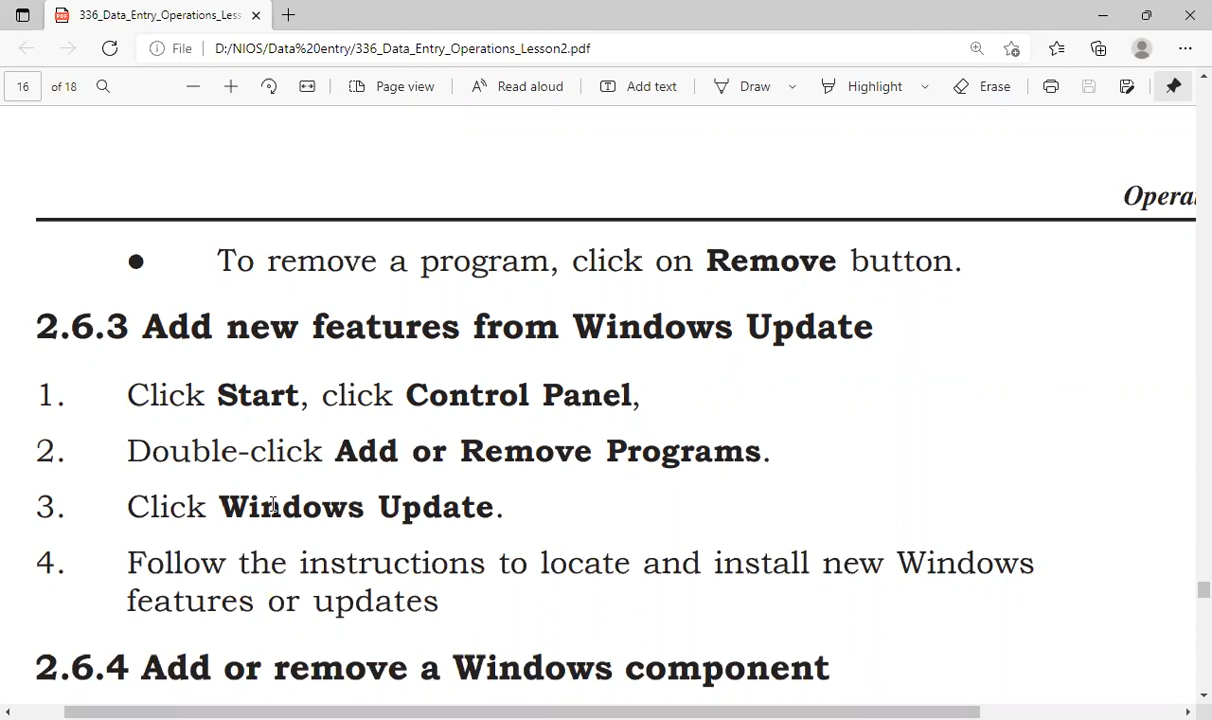 336_Data_Entry_Operations_Less
File D:/NIOS/Data%20entry/336_Data_Entry_Operations_Lesson2.pdf
16 of 18 Page view Read aloud Add text Draw Highlight Erase
Opera
• To remove a program, click on Remove button.
2.6.3 Add new features from Windows Update
1. Click Start, click Control Panel,
2. Double-click Add or Remove Programs.
3. Click Windows Update.
4. Follow the instructions to locate and install new Windows
features or updates
2.6.4 Add or remove a Windows component